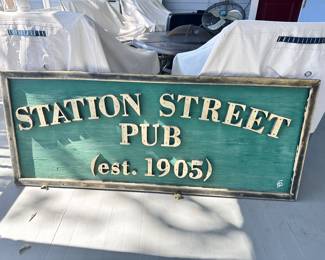 STATION STREET
PUB
(est. 1905)